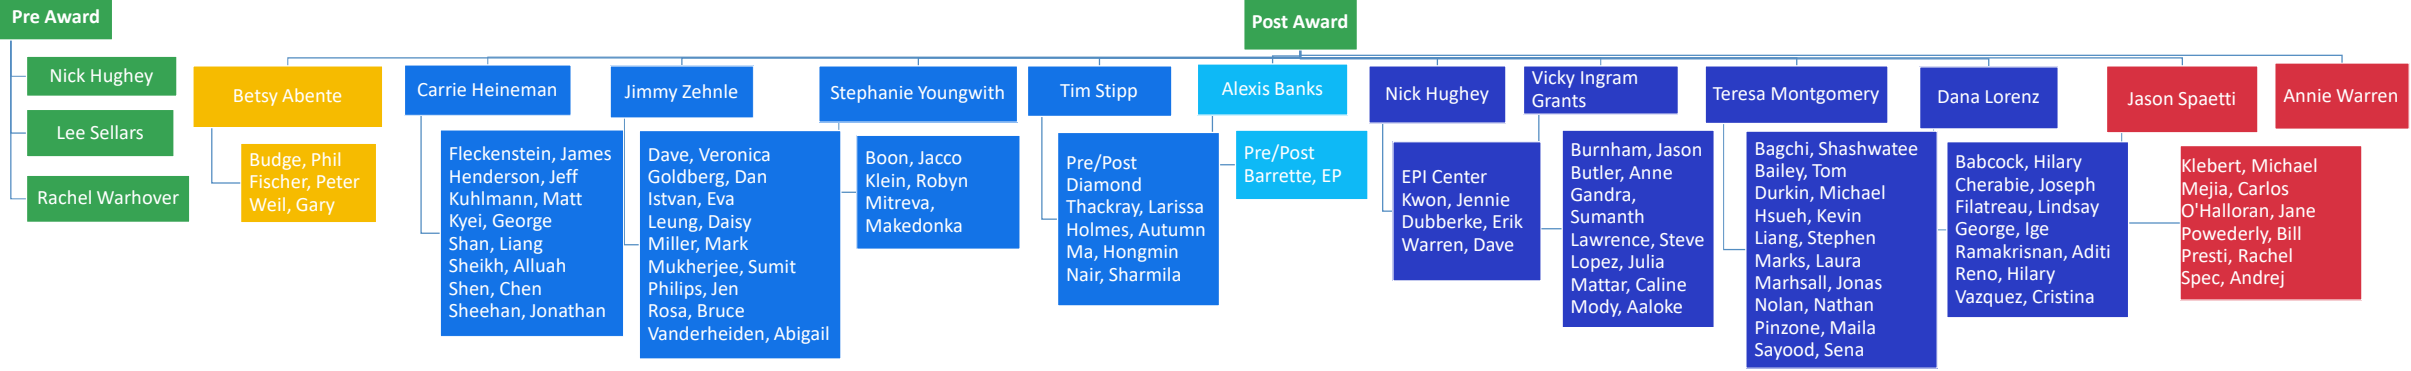 Pre Award
Nick Hughey
Lee Sellars
Rachel Warhover
Post Award
Betsy Abente
Budge, Phil
Fischer, Peter
Weil, Gary
Carrie Heineman
Fleckenstein, James
Henderson, Jeff
Kuhlmann, Matt
Kyei, George
Shan, Liang
Sheikh, Alluah
Shen, Chen
Sheehan, Jonathan
Jimmy Zehnle
Dave, Veronica
Goldberg, Dan
Istvan, Eva
Leung, Daisy
Miller, Mark
Mukherjee, Sumit
Philips, Jen
Rosa, Bruce
Vanderheiden, Abigail
Stephanie Youngwith
Boon, Jacco
Klein, Robyn
Mitreva,
Makedonka
Tim Stipp
Pre/Post
Diamond
Thackray, Larissa
Holmes, Autumn
Ma, Hongmin
Nair, Sharmila
Alexis Banks
Pre/Post
Barrette, EP
Nick Hughey
EPI Center
Kwon, Jennie
Dubberke, Erik
Warren, Dave
Vicky Ingram
Grants
Burnham, Jason
Butler, Anne
Gandra,
Sumanth
Lawrence, Steve
Lopez, Julia
Mattar, Caline
Mody, Aaloke
Teresa Montgomery
Bagchi, Shashwatee
Bailey, Tom
Durkin, Michael
Hsueh, Kevin
Liang, Stephen
Marks, Laura
Marhsall, Jonas
Nolan, Nathan
Pinzone, Maila
Sayood, Sena
Dana Lorenz
Babcock, Hilary
Cherabie, Joseph
Filatreau, Lindsay
George, Ige
Ramakrisnan, Aditi
Reno, Hilary
Vazquez, Cristina
Jason Spaetti
Klebert, Michael
Mejia, Carlos
O'Halloran, Jane
Powederly, Bill
Presti, Rachel
Spec, Andrej
Annie Warren